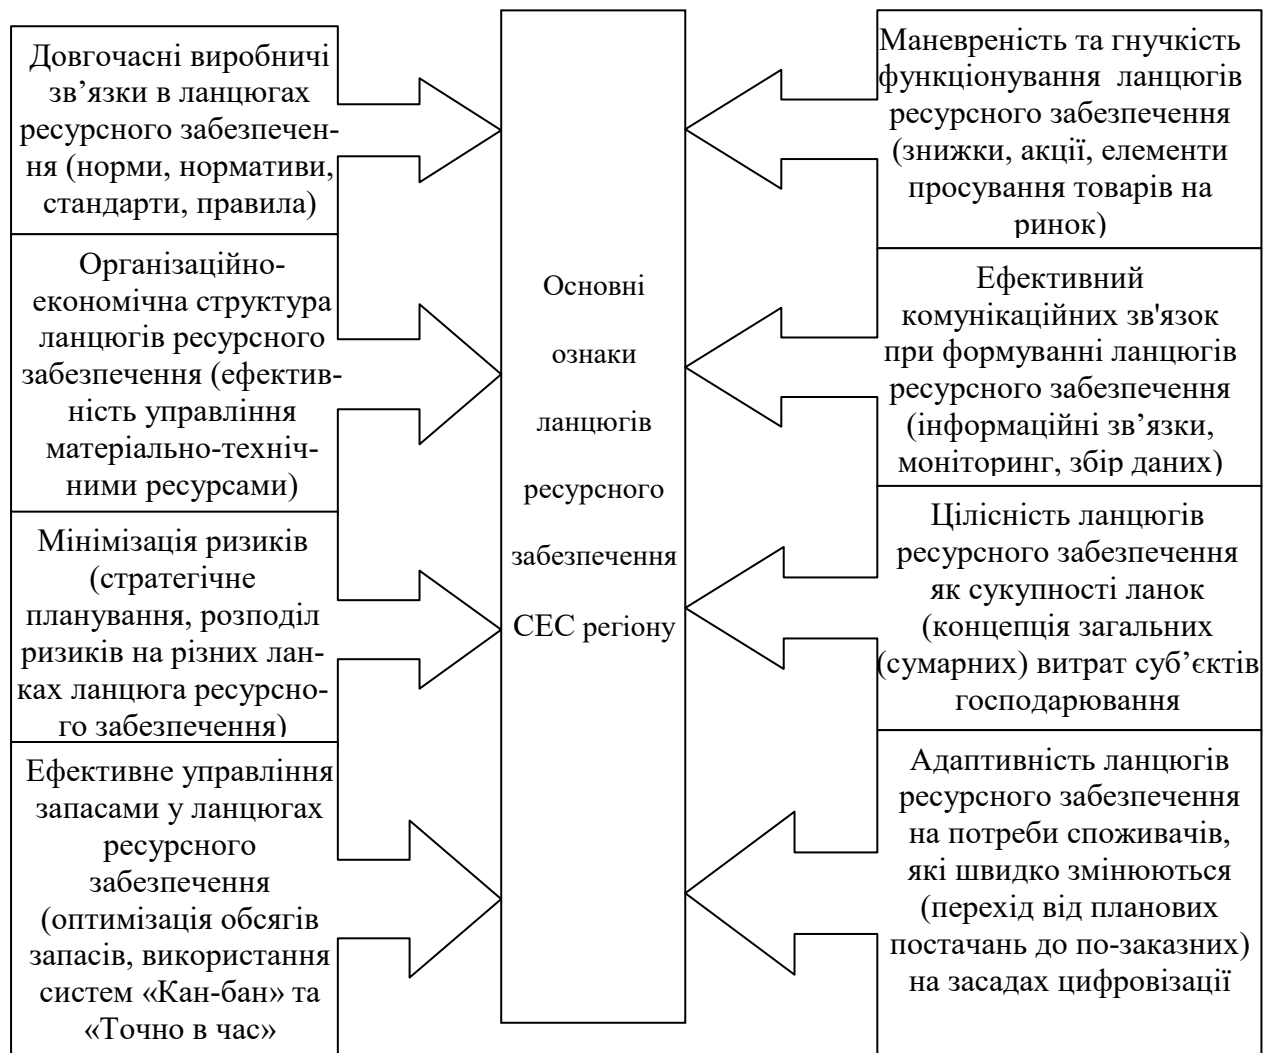 Довгочасні виробничі
зв’язки в ланцюгах
ресурсного забезпечен-
ня (норми, нормативи,
стандарти, правила)
Організаційно-
економічна структура
ланцюгів ресурсного
забезпечення (ефектив-
ність управління
матеріально-техніч-
ними ресурсами)
Мінімізація ризиків
(стратегічне
планування, розподіл
ризиків на різних лан-
ках ланцюга ресурсно-
го забезпечення)
Ефективне управління
запасами у ланцюгах
ресурсного
забезпечення
(оптимізація обсягів
запасів, використання
систем «Кан-бан» та
«Точно в час»
Основні
ознаки
ланцюгів
ресурсного
забезпечення
СЕС регіону
Маневреність та гнучкість
функціонування ланцюгів
ресурсного забезпечення
(знижки, акції, елементи
просування товарів на
ринок)
Ефективний
комунікаційних зв'язок
при формуванні ланцюгів
ресурсного забезпечення
(інформаційні зв’язки,
моніторинг, збір даних)
Цілісність ланцюгів
ресурсного забезпечення
як сукупності ланок
(концепція загальних
(сумарних) витрат суб’єктів
господарювання
Адаптивність ланцюгів
ресурсного забезпечення
на потреби споживачів,
які швидко змінюються
(перехід від планових
постачань до по-заказних)
на засадах цифровізації